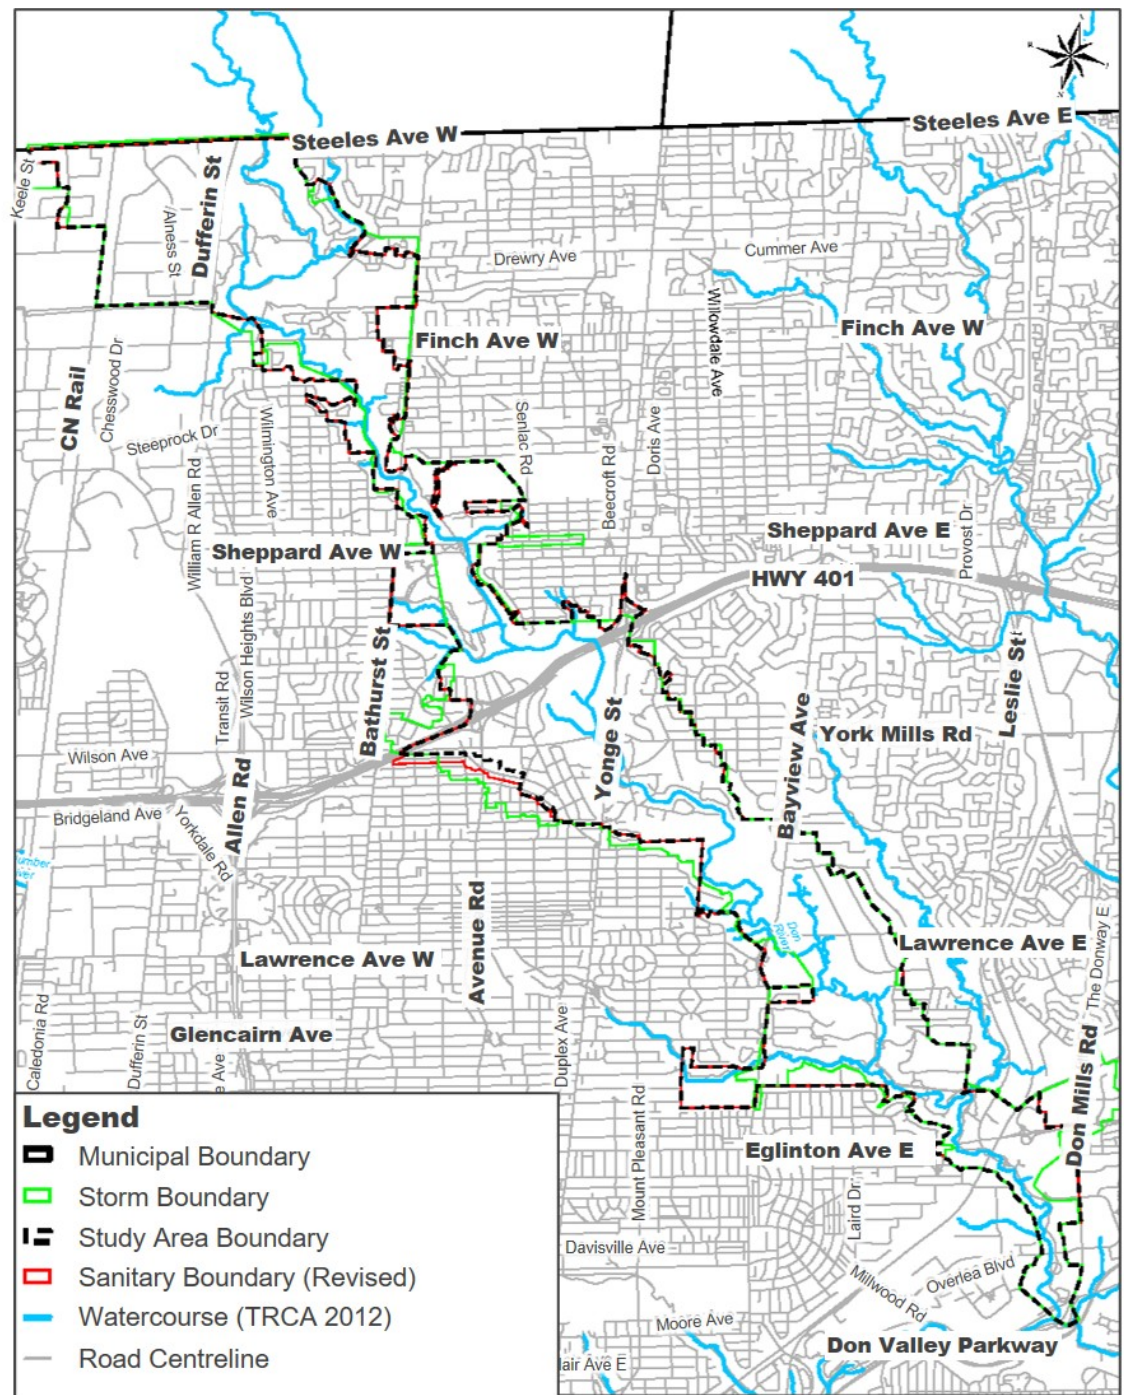 Steeles Ave W
Steeles Ave E
Keele St
Alness St
Dufferin St
Drewry Ave
Cummer Ave
Willowdale Ave
Finch Ave W
Finch Ave W
CN Rail
Chesswood Dr
Steeprock Dr
Wilmington Ave
Senlac Rd
Doris Ave
Beecroft Rd
William R Allen Rd
Sheppard Ave W
Sheppard Ave E
Provost Dr
HWY 401
Wilson Heights Blvd
Bathurst St
Leslie St
Transit Rd
Yonge St
Bayview Ave
York Mills Rd
Wilson Ave
Allen Rd
Bridgeland Ave
Yorkdale Rd
Avenue Rd
Don
River
Lawrence Ave W
Lawrence Ave E
The Donway E
Caledonia Rd
Dufferin St
Glencairn Ave
e Ave
Duplex Ave
Don Mills Rd
Mount Pleasant Rd
Eglinton Ave E
Laird Dr
Davisville Ave
Millwood Rd
Overlea Blvd
Moore Ave
Don Valley Parkway
lair Ave E
Legend
Municipal Boundary
Storm Boundary
Study Area Boundary
Sanitary Boundary (Revised)
Watercourse (TRCA 2012)
Road Centreline